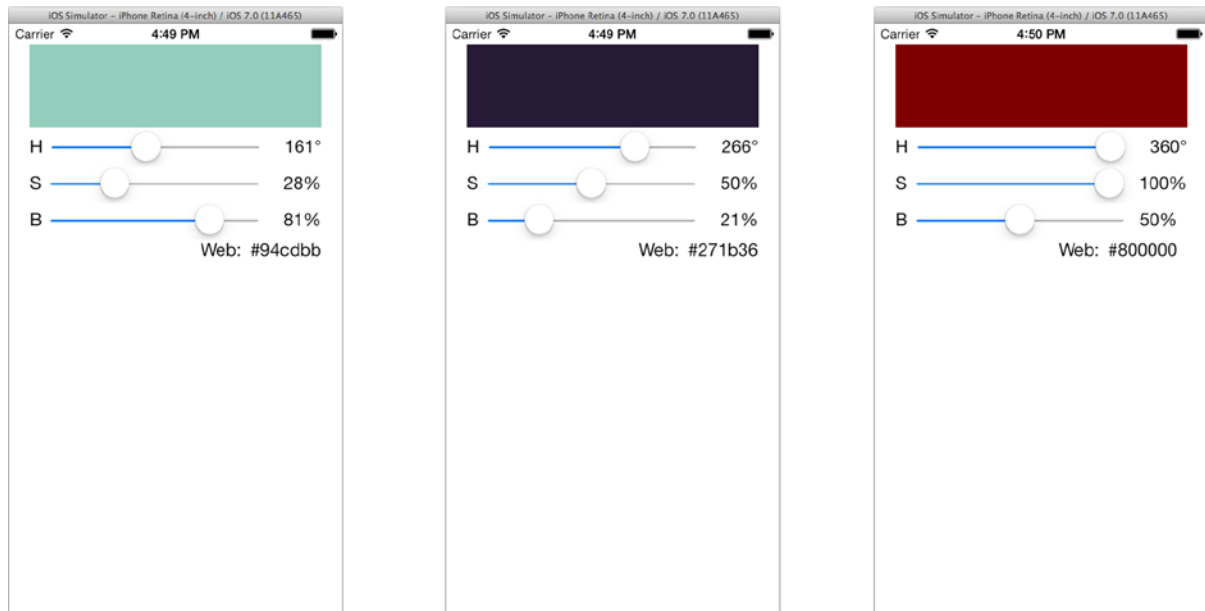 iOS Simulator - iPhone Retina (4-inch) / iOS 7.0 (11A465)
Carrier 4:49 PM
H 161°
S 28%
B 81%
Web: #94cdbb
iOS Simulator - iPhone Retina (4-inch) / iOS 7.0 (11A465)
Carrier 4:49 PM
H 266°
S 50%
B 21%
Web: #271b36
iOS Simulator - iPhone Retina (4-inch) / iOS 7.0 (11A465)
Carrier 4:50 PM
H 360°
S 100%
B 50%
Web: #800000